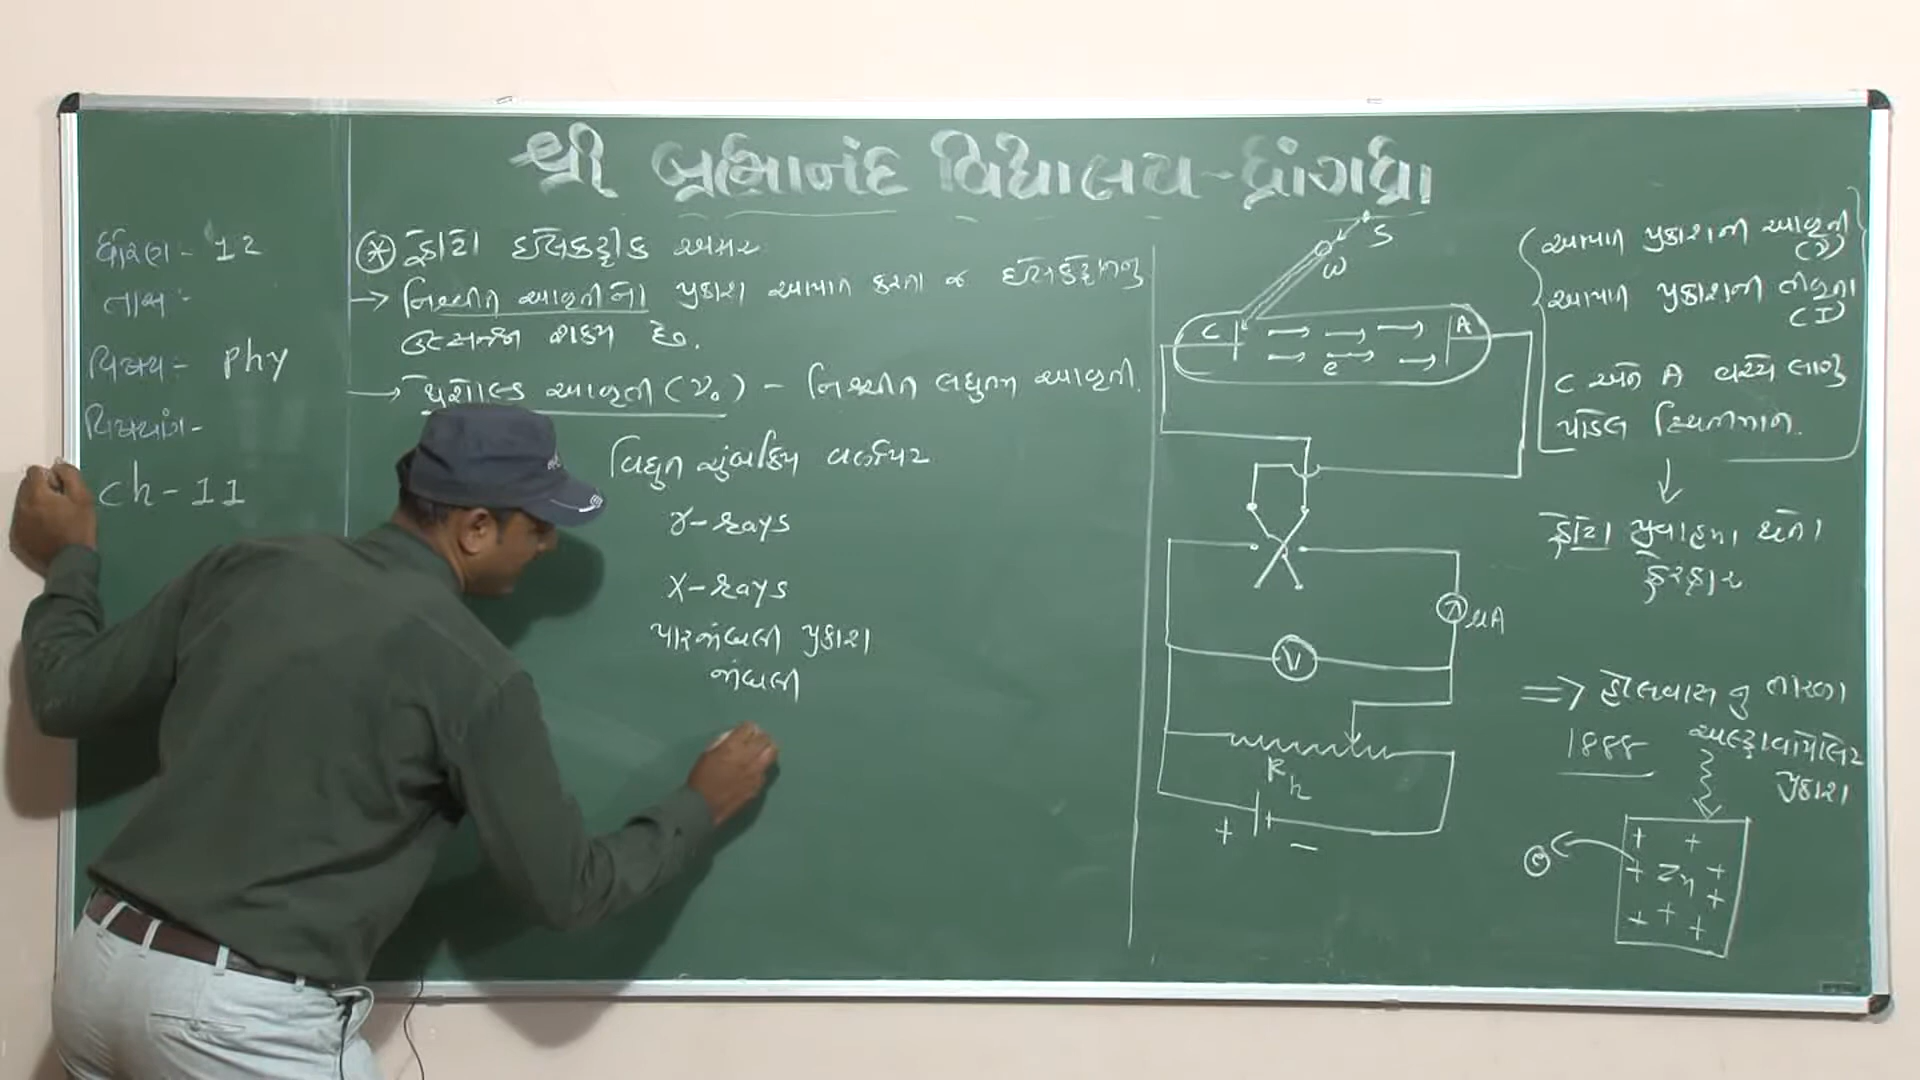 શ્રી બ્રહ્માનંદ વિદ્યાલય-ધ્રાંગધ્રા
ધોરણ - 12
તાસ -
વિષય - phy
વિષયાંગ -
Ch-11
* ફોટો ઇલેક્ટ્રીક અસર
→ નિશ્ચીત આવૃતીનો પ્રકાશ આપાત કરતા જ ઇલેક્ટ્રોનનુ
ઉત્સર્જન શક્ય છે.
→ થ્રેશોલ્ડ આવૃતી (ν₀) - નિશ્ચીત લઘુતમ આવૃતી.
વિદ્યુત ચુંબકિય વર્ણપટ
γ-rays
X-rays
પારજાંબલી પ્રકાશ
જાંબલી
S
W
C
A
e
μA
V
Rh
+ -
આપાત પ્રકાશની આવૃતી
(ν)
આપાત પ્રકાશની તીવ્રતા
(I)
C અને A વચ્ચે લાગુ
પાડેલ સ્થિતિમાન.
↓
ફોટો પ્રવાહમા થતા
ફેરફાર
⇒ હોલવાશ નુ તારણ
1888
અલ્ટ્રાવાયોલેટ
પ્રકાશ
+ +
+ Zn +
+
+ + +
e